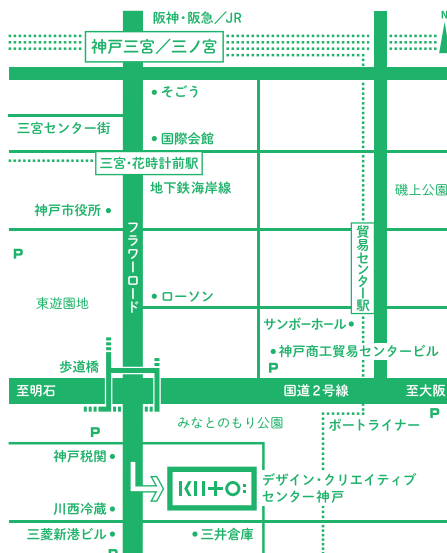 阪神・阪急／JR
N
神戸三宮／三ノ宮
そごう
三宮センター街
国際会館
三宮・花時計前駅
地下鉄海岸線
磯上公園
神戸市役所
フラワーロード
貿易センター駅
P
東遊園地
ローソン
サンボーホール
神戸商工貿易センタービル
歩道橋
P
至明石
国道2号線
至大阪
みなとのもり公園
ポートライナー
P
P
神戸税関
KIITO:
デザイン・クリエイティブ
センター神戸
川西冷蔵
三菱新港ビル
三井倉庫
P